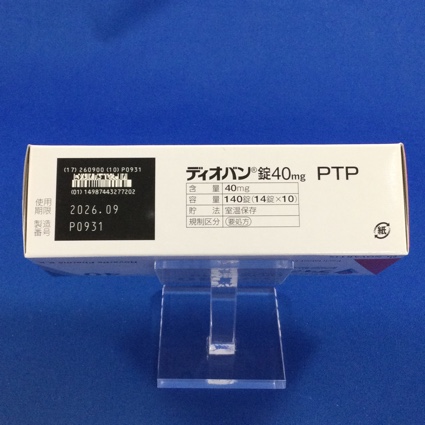 (17) 260900 (10) P0931
(01) 14987443277202
使用
期限
2026.09
製造
番号
P0931
ディオバン®錠40mg PTP
含 量 40mg
容 量 140錠(14錠×10)
貯 法 室温保存
規制区分 (要処方)
紙